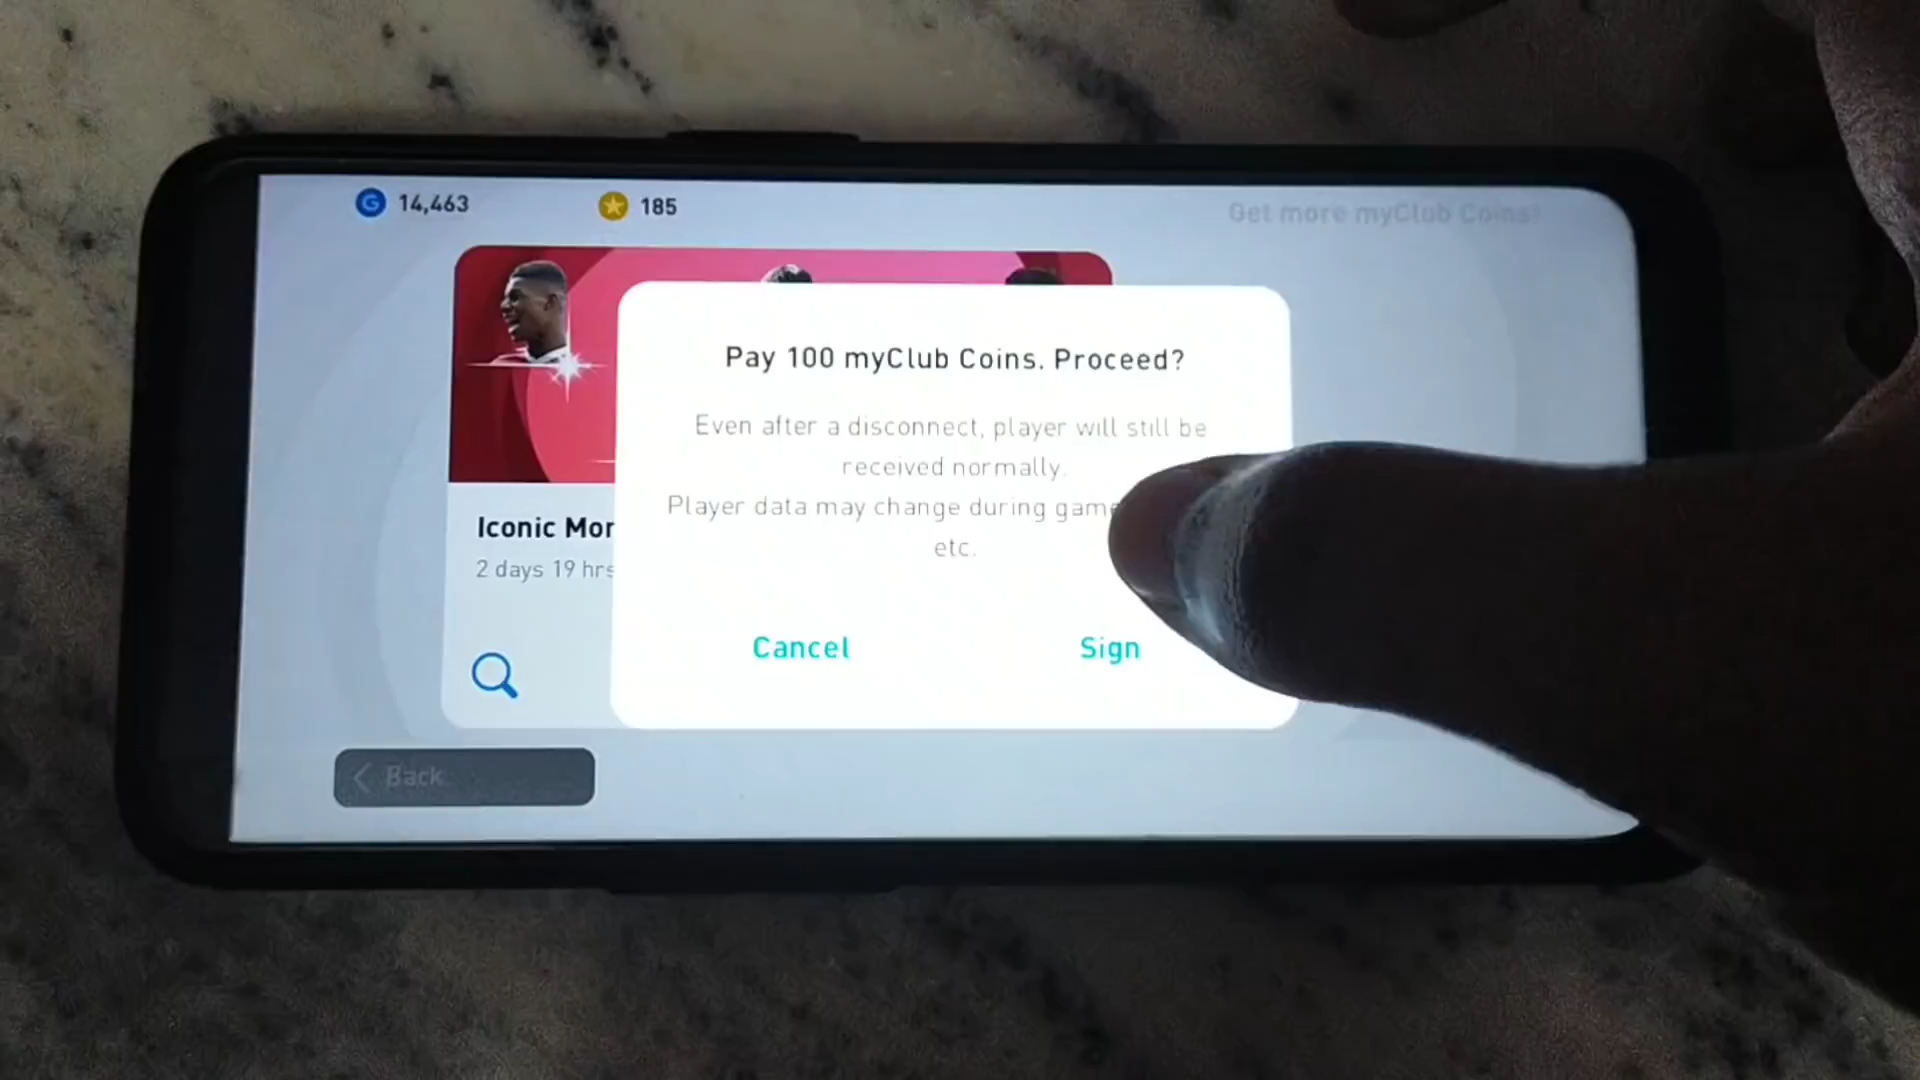 14,463
185
Get more myClub Coins!
Pay 100 myClub Coins. Proceed?
Even after a disconnect, player will still be
received normally.
Player data may change during game
etc.
Iconic Mom
2 days 19 hrs
Cancel
Sign
Back